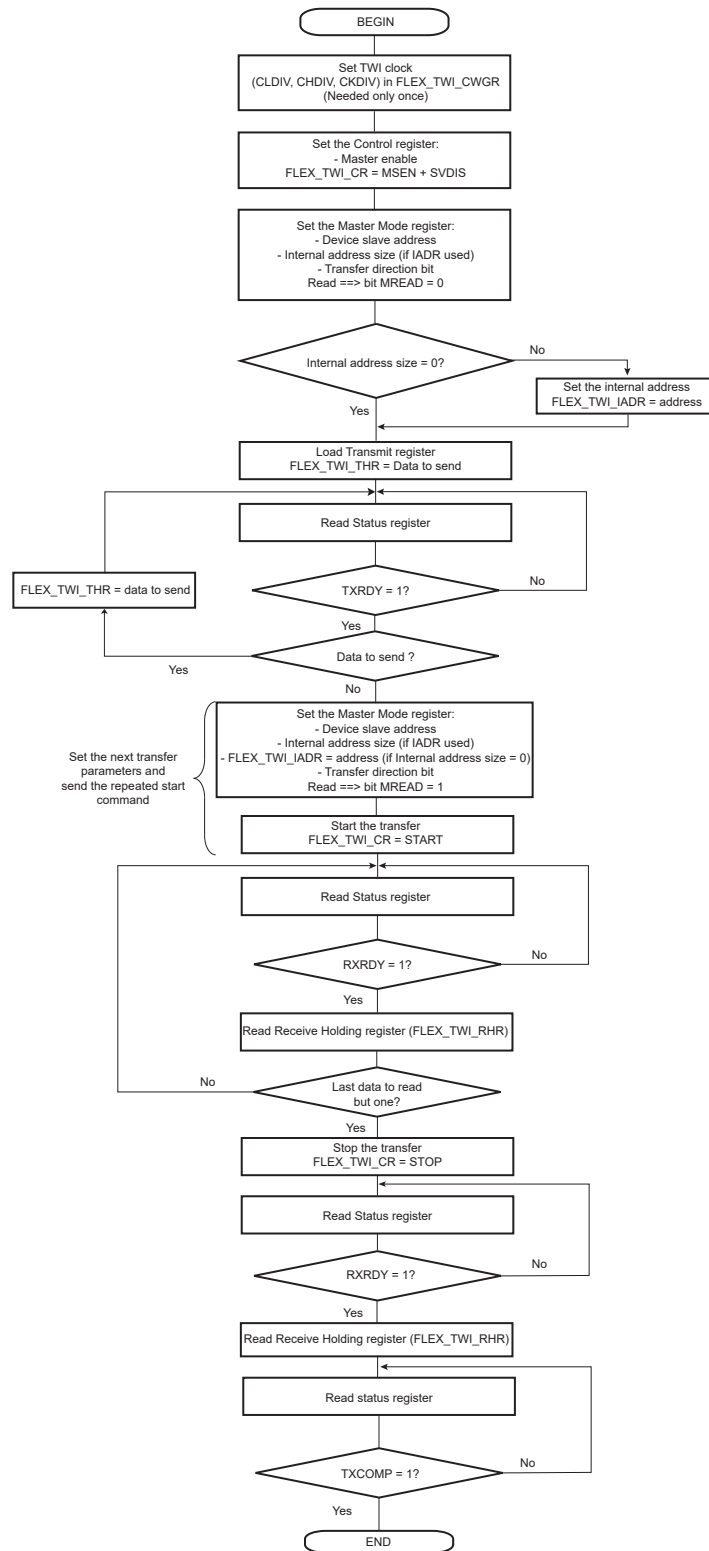 BEGIN
Set TWI clock
(CLDIV, CHDIV, CKDIV) in FLEX_TWI_CWGR
(Needed only once)
Set the Control register:
- Master enable
FLEX_TWI_CR = MSEN + SVDIS
Set the Master Mode register:
- Device slave address
- Internal address size (if IADR used)
- Transfer direction bit
Read ==> bit MREAD = 0
Internal address size = 0?
No
Set the internal address
FLEX_TWI_IADR = address
Yes
Load Transmit register
FLEX_TWI_THR = Data to send
Read Status register
FLEX_TWI_THR = data to send
TXRDY = 1?
No
Yes
Data to send ?
Yes
No
Set the Master Mode register:
- Device slave address
- Internal address size (if IADR used)
- FLEX_TWI_IADR = address (if Internal address size = 0)
- Transfer direction bit
Read ==> bit MREAD = 1
Set the next transfer
parameters and
send the repeated start
command
Start the transfer
FLEX_TWI_CR = START
Read Status register
RXRDY = 1?
No
Yes
Read Receive Holding register (FLEX_TWI_RHR)
No
Last data to read
but one?
Yes
Stop the transfer
FLEX_TWI_CR = STOP
Read Status register
RXRDY = 1?
No
Yes
Read Receive Holding register (FLEX_TWI_RHR)
Read status register
TXCOMP = 1?
No
Yes
END